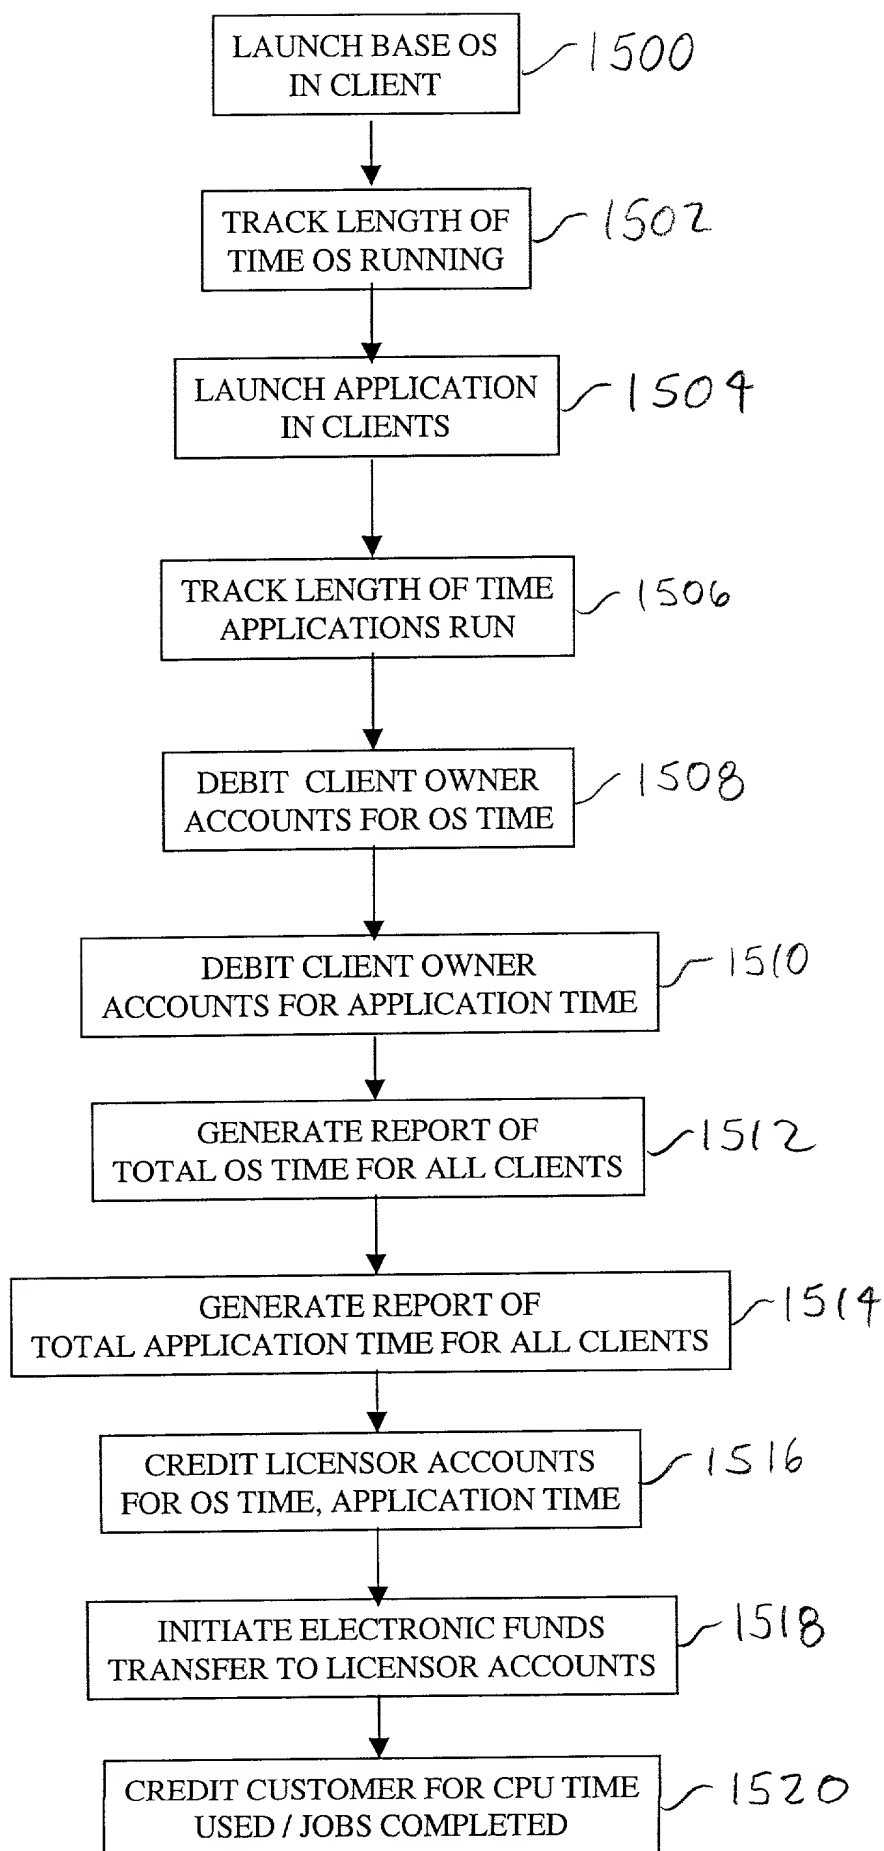 LAUNCH BASE OS
IN CLIENT
1500
TRACK LENGTH OF
TIME OS RUNNING
1502
LAUNCH APPLICATION
IN CLIENTS
1504
TRACK LENGTH OF TIME
APPLICATIONS RUN
1506
DEBIT CLIENT OWNER
ACCOUNTS FOR OS TIME
1508
DEBIT CLIENT OWNER
ACCOUNTS FOR APPLICATION TIME
1510
GENERATE REPORT OF
TOTAL OS TIME FOR ALL CLIENTS
1512
GENERATE REPORT OF
TOTAL APPLICATION TIME FOR ALL CLIENTS
1514
CREDIT LICENSOR ACCOUNTS
FOR OS TIME, APPLICATION TIME
1516
INITIATE ELECTRONIC FUNDS
TRANSFER TO LICENSOR ACCOUNTS
1518
CREDIT CUSTOMER FOR CPU TIME
USED / JOBS COMPLETED
1520